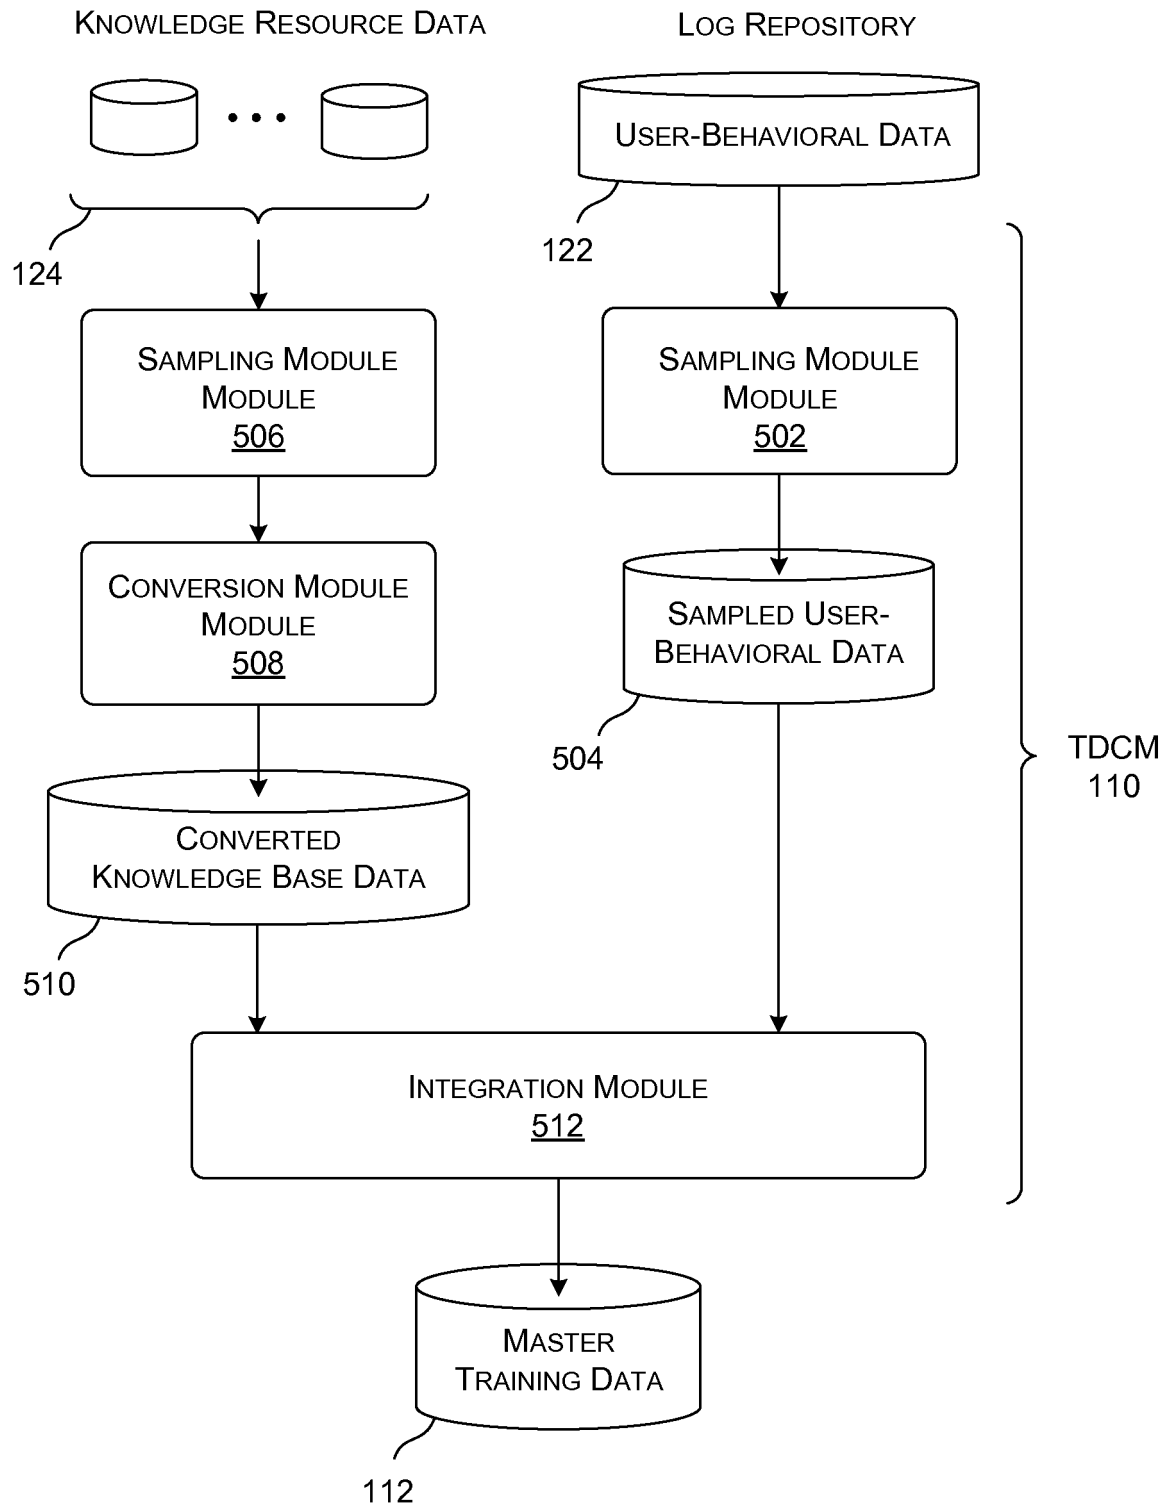 KNOWLEDGE RESOURCE DATA
LOG REPOSITORY
USER-BEHAVIORAL DATA
124
122
SAMPLING MODULE
MODULE
506
SAMPLING MODULE
MODULE
502
CONVERSION MODULE
MODULE
508
SAMPLED USER-
BEHAVIORAL DATA
504
TDCM
110
CONVERTED
KNOWLEDGE BASE DATA
510
INTEGRATION MODULE
512
MASTER
TRAINING DATA
112